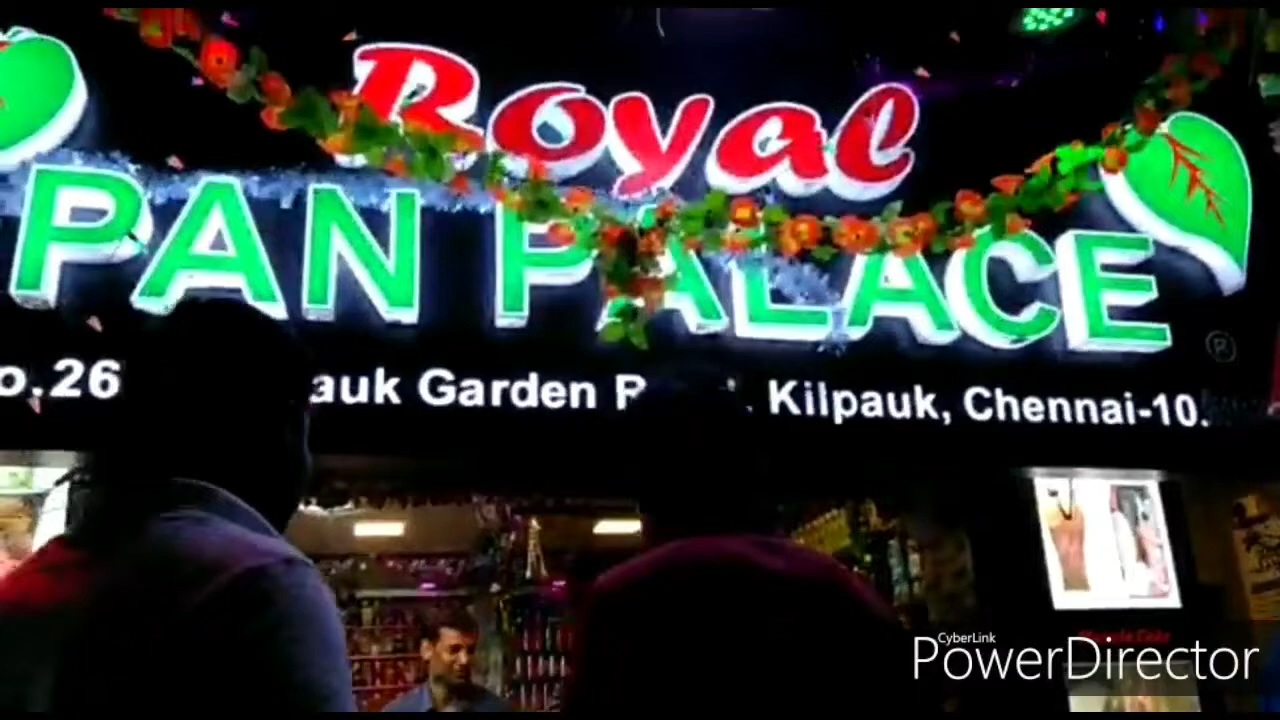 Royal
PAN PALACE
®
o.26 auk Garden R , Kilpauk, Chennai-10.
CyberLink
PowerDirector